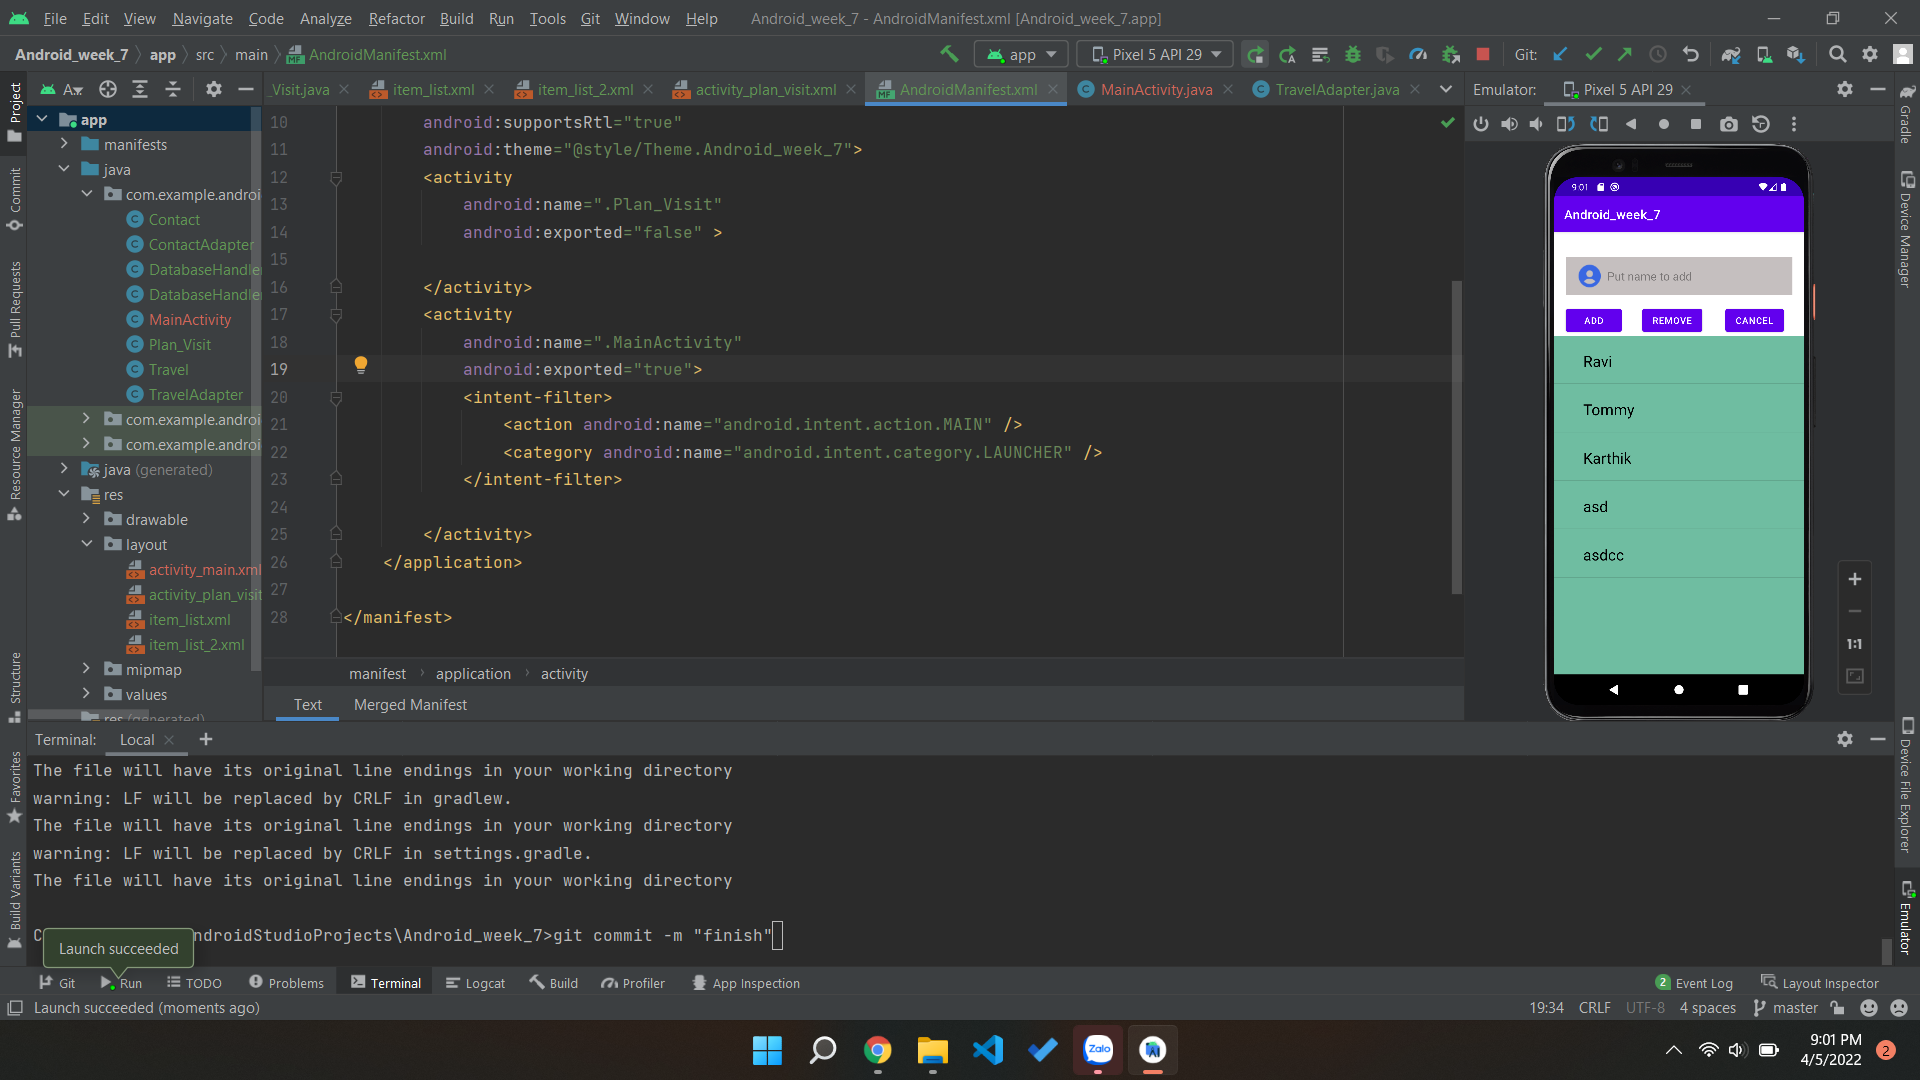 File Edit View Navigate Code Analyze Refactor Build Run Tools Git Window Help Android_week_7 - AndroidManifest.xml [Android_week_7.app]
Android_week_7 app src main AndroidManifest.xml app Pixel 5 API 29 Git:
_Visit.java item_list.xml item_list_2.xml activity_plan_visit.xml AndroidManifest.xml MainActivity.java TravelAdapter.java Emulator: Pixel 5 API 29
Project
Commit
Pull Requests
Resource Manager
Structure
Favorites
Build Variants
app
manifests
java
com.example.androi
Contact
ContactAdapter
DatabaseHandle
DatabaseHandle
MainActivity
Plan_Visit
Travel
TravelAdapter
com.example.androi
com.example.androi
java (generated)
res
drawable
layout
activity_main.xml
activity_plan_visit
item_list.xml
item_list_2.xml
mipmap
values
res (generated)
10 android:supportsRtl="true"
11 android:theme="@style/Theme.Android_week_7">
12 <activity
13 android:name=".Plan_Visit"
14 android:exported="false" >
15
16 </activity>
17 <activity
18 android:name=".MainActivity"
19 android:exported="true">
20 <intent-filter>
21 <action android:name="android.intent.action.MAIN" />
22 <category android:name="android.intent.category.LAUNCHER" />
23 </intent-filter>
24
25 </activity>
26 </application>
27
28 </manifest>
manifest application activity
Text Merged Manifest
9:01
Android_week_7
Put name to add
ADD REMOVE CANCEL
Ravi
Tommy
Karthik
asd
asdcc
1:1
Gradle
Device Manager
Device File Explorer
Emulator
Terminal: Local
The file will have its original line endings in your working directory
warning: LF will be replaced by CRLF in gradlew.
The file will have its original line endings in your working directory
warning: LF will be replaced by CRLF in settings.gradle.
The file will have its original line endings in your working directory
ndroidStudioProjects\Android_week_7>git commit -m "finish"
Launch succeeded
Git Run TODO Problems Terminal Logcat Build Profiler App Inspection 2 Event Log Layout Inspector
Launch succeeded (moments ago) 19:34 CRLF UTF-8 4 spaces master
Zalo
9:01 PM
4/5/2022
2